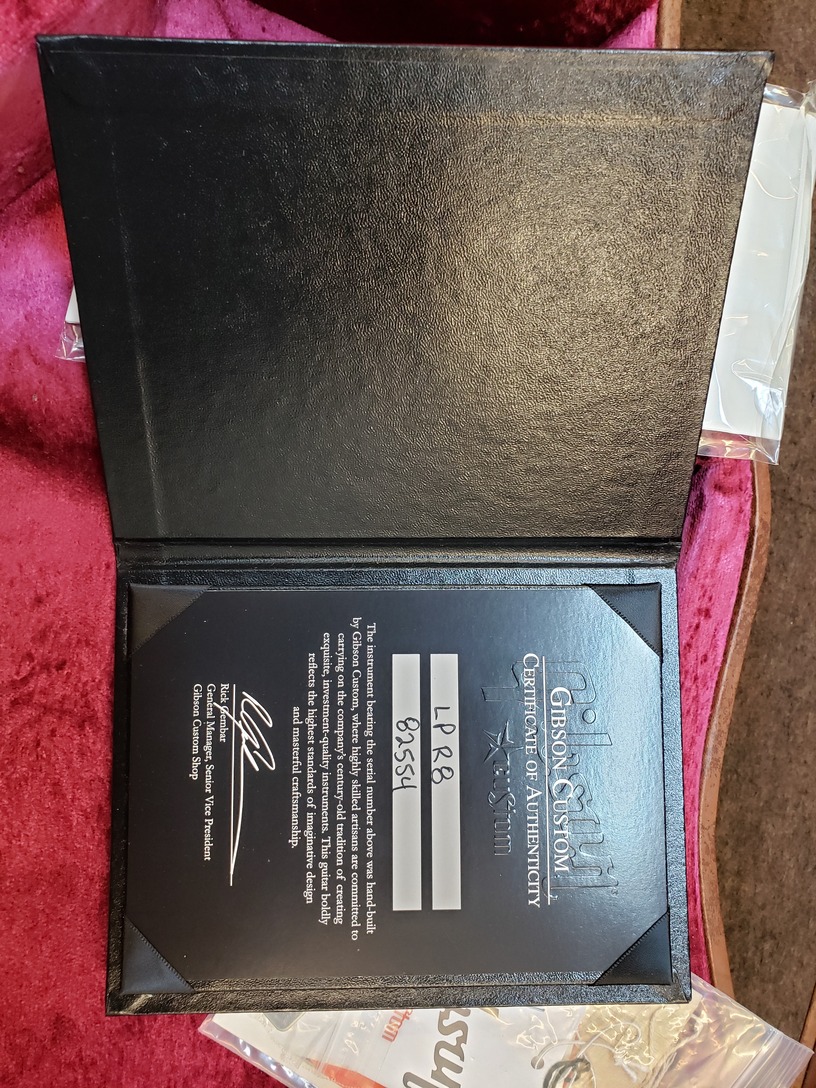 GIBSON CUSTOM
CERTIFICATE OF AUTHENTICITY
Gibson
Custom
LPR8
82554
The instrument bearing the serial number above was hand-built
by Gibson Custom, where highly skilled artisans are committed to
carrying on the company's century-old tradition of creating
exquisite, investment-quality instruments. This guitar boldly
reflects the highest standards of imaginative design
and masterful craftsmanship.
Rick Gembar
General Manager, Senior Vice President
Gibson Custom Shop